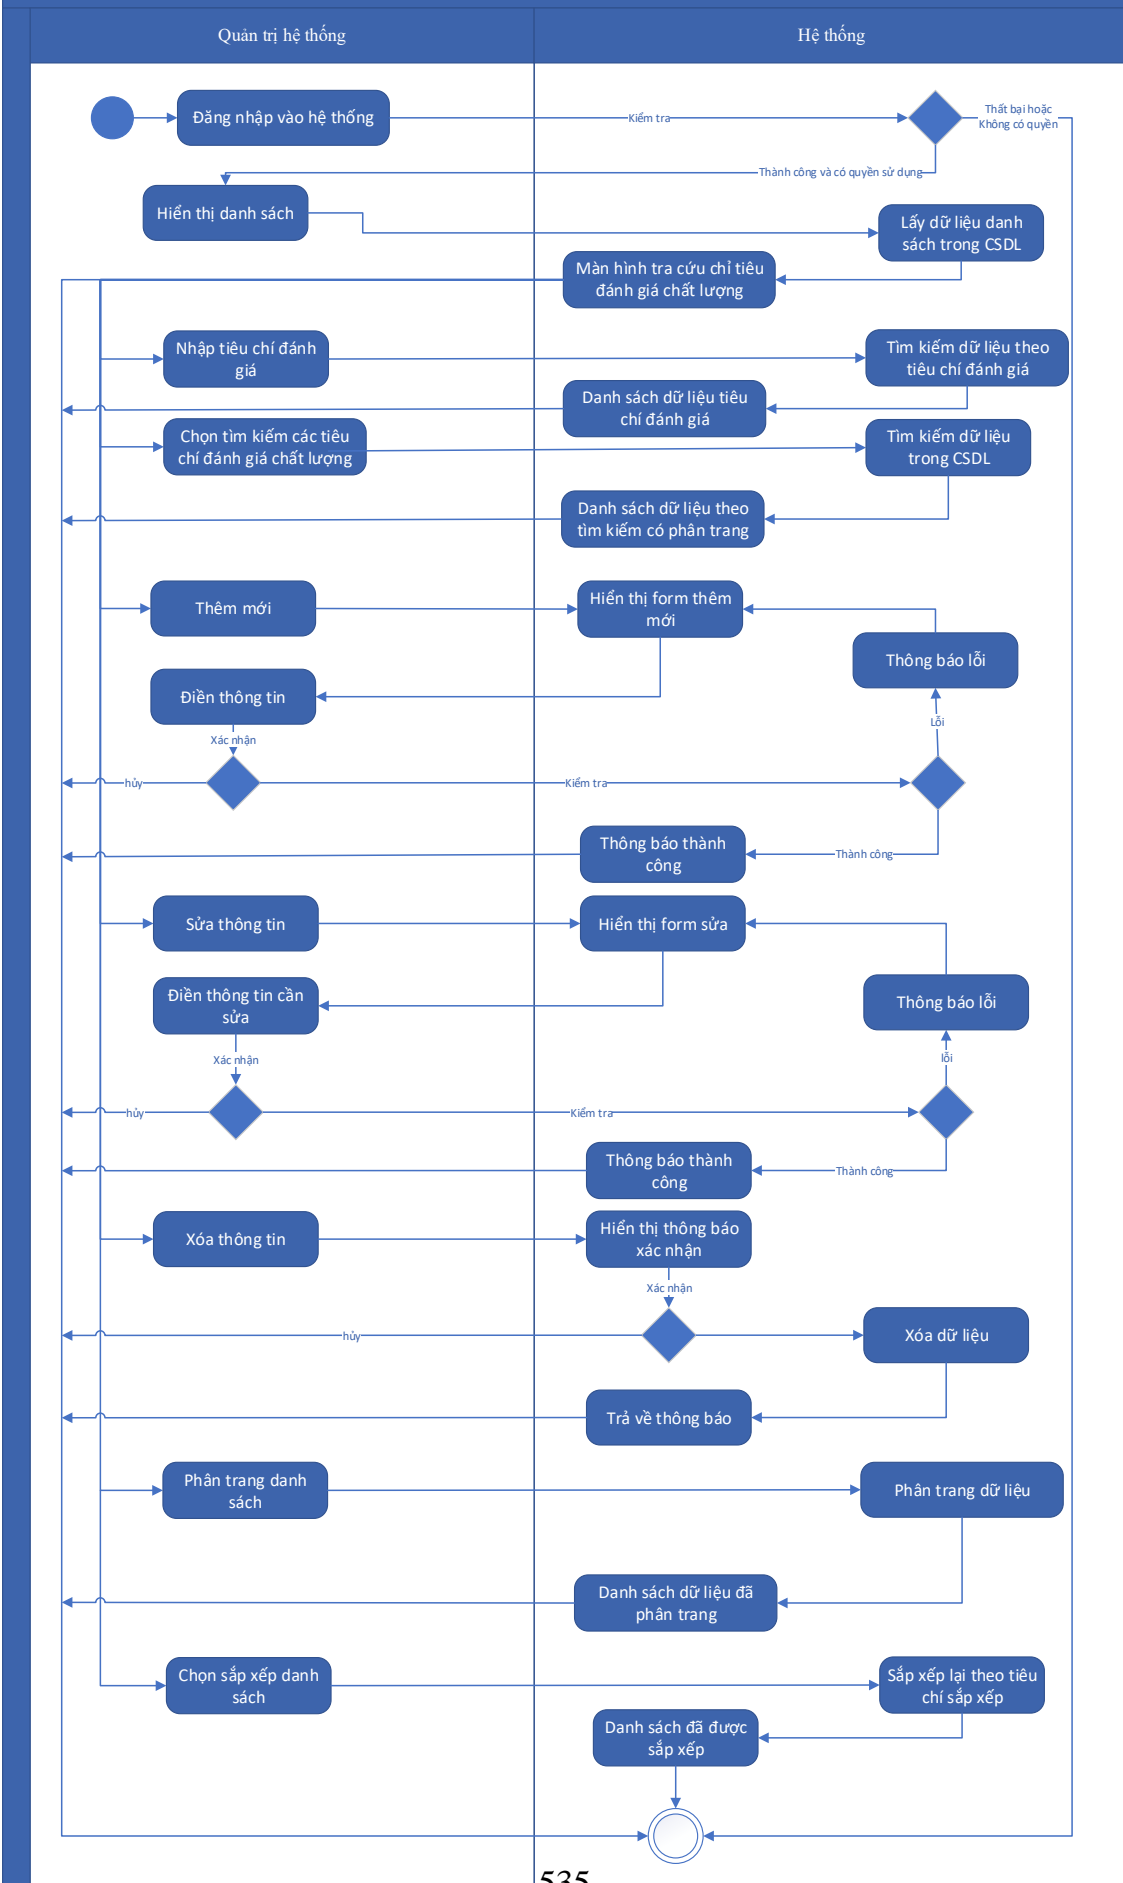 Quản trị hệ thống
Hệ thống
Đăng nhập vào hệ thống
Kiểm tra
Thất bại hoặc
Không có quyền
Thành công và có quyền sử dụng
Hiển thị danh sách
Lấy dữ liệu danh
sách trong CSDL
Màn hình tra cứu chỉ tiêu
đánh giá chất lượng
Nhập tiêu chí đánh
giá
Tìm kiếm dữ liệu theo
tiêu chí đánh giá
Danh sách dữ liệu tiêu
chí đánh giá
Chọn tìm kiếm các tiêu
chí đánh giá chất lượng
Tìm kiếm dữ liệu
trong CSDL
Danh sách dữ liệu theo
tìm kiếm có phân trang
Thêm mới
Hiển thị form thêm
mới
Thông báo lỗi
Điền thông tin
Lỗi
Xác nhận
hủy
Kiểm tra
Thông báo thành
công
Thành công
Sửa thông tin
Hiển thị form sửa
Điền thông tin cần
sửa
Thông báo lỗi
Xác nhận
lỗi
hủy
Kiểm tra
Thông báo thành
công
Thành công
Xóa thông tin
Hiển thị thông báo
xác nhận
Xác nhận
hủy
Xóa dữ liệu
Trả về thông báo
Phân trang danh
sách
Phân trang dữ liệu
Danh sách dữ liệu đã
phân trang
Chọn sắp xếp danh
sách
Sắp xếp lại theo tiêu
chí sắp xếp
Danh sách đã được
sắp xếp
535